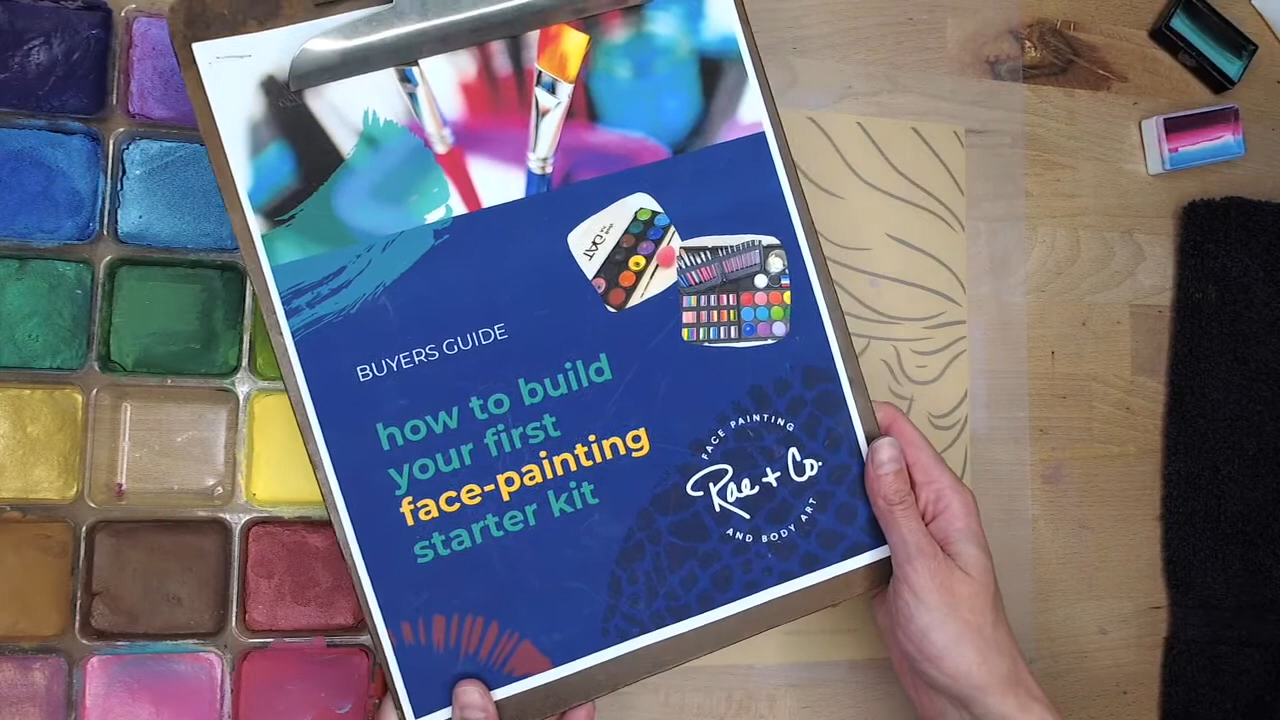 BUYERS GUIDE
how to build
your first
face-painting
starter kit
FACE PAINTING
Rae + Co.
AND BODY ART